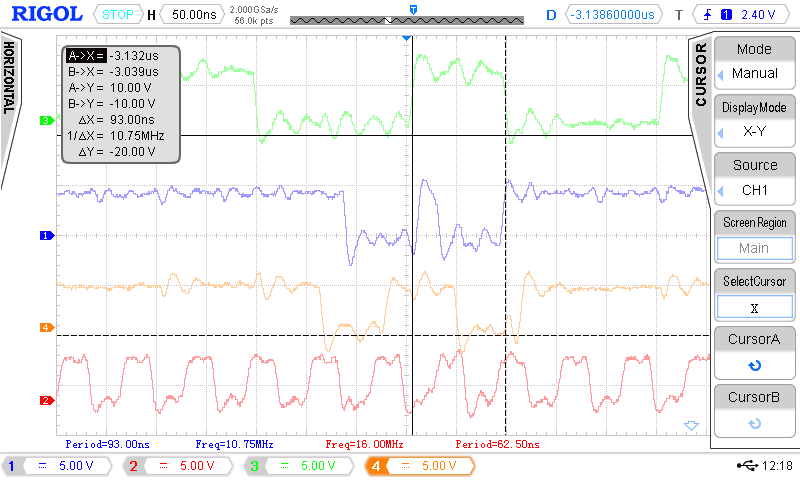 RIGOL STOP H 50.00ns 2.000GSa/s 56.0k pts T D -3.13860000us T 1 2.40 V
HORIZONTAL
CURSOR
A->X = -3.132us
B->X = -3.039us
A->Y = 10.00 V
B->Y = -10.00 V
ΔX = 93.00ns
1/ΔX = 10.75MHz
ΔY = -20.00 V
3
1
4
2
Mode
Manual
DisplayMode
X-Y
Source
CH1
Screen Region
Main
SelectCursor
X
CursorA
CursorB
Period=93.00ns Freq=10.75MHz Freq=16.00MHz Period=62.50ns
1 5.00 V 2 5.00 V 3 5.00 V 4 5.00 V 12:18